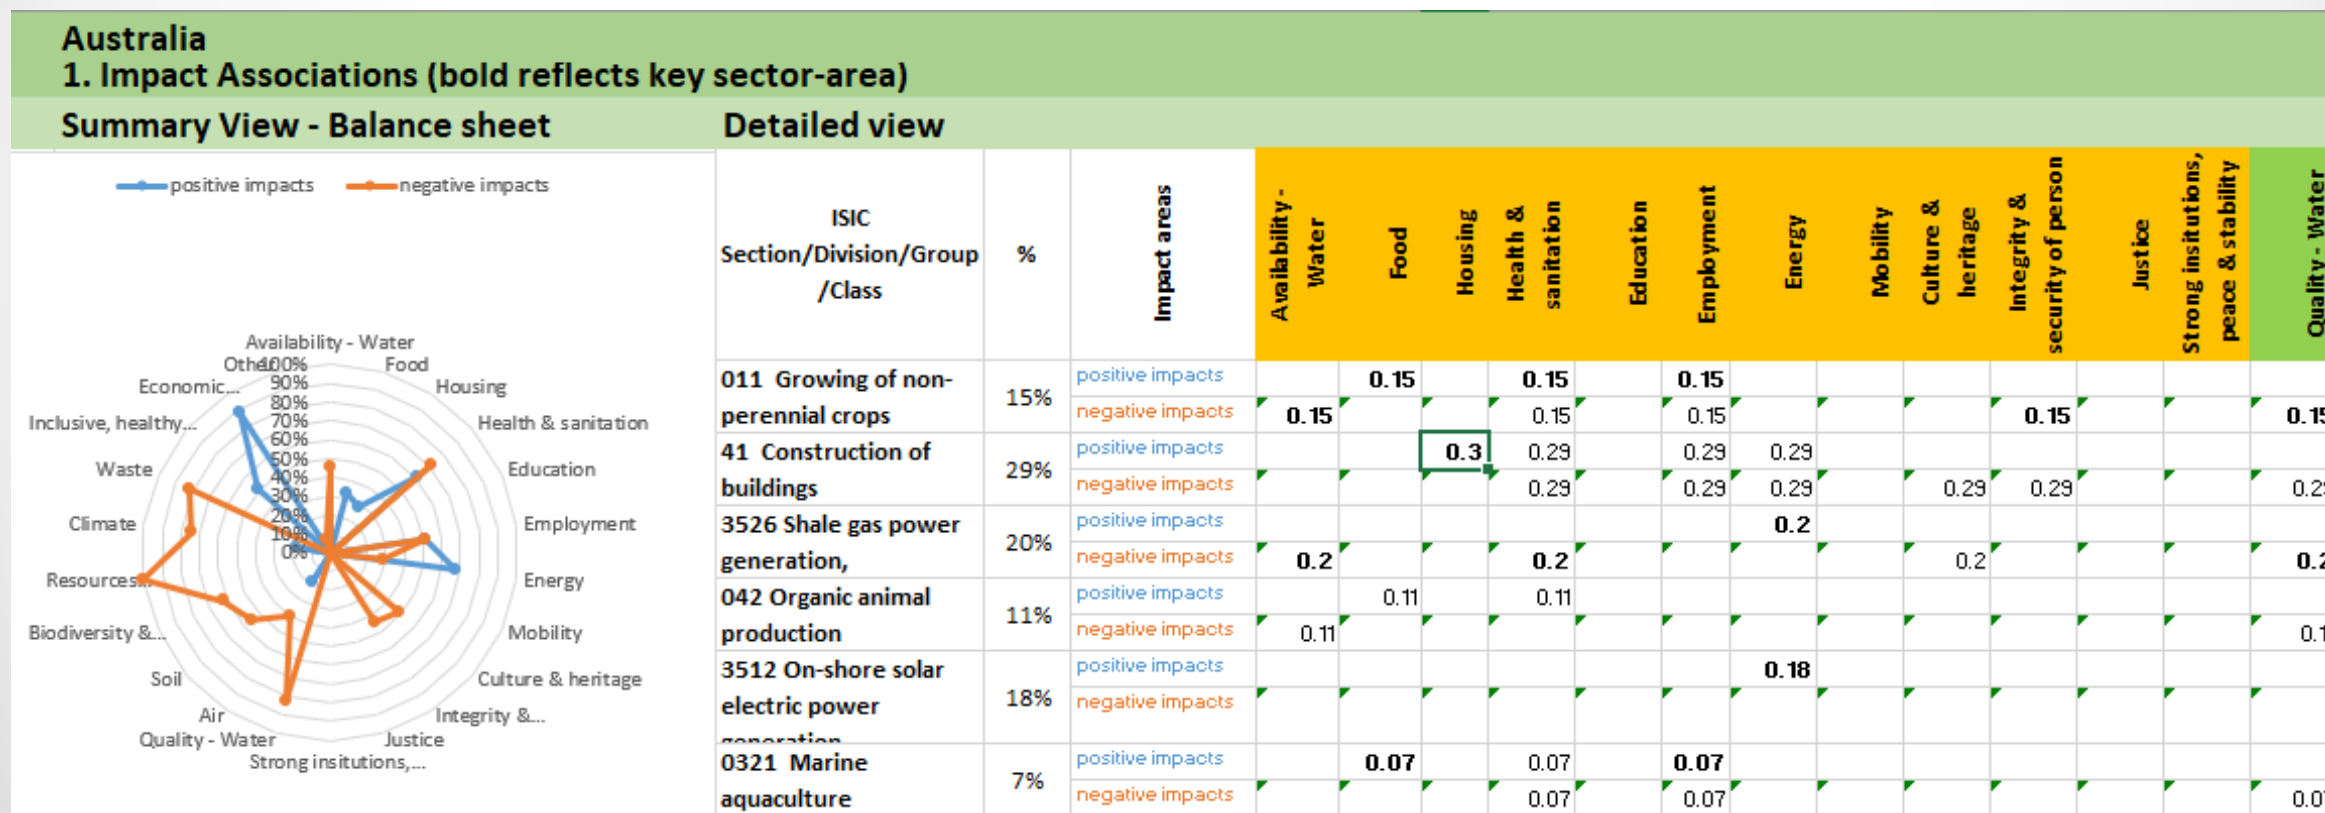 Australia
1. Impact Associations (bold reflects key sector-area)
Summary View - Balance sheet
Detailed view
positive impacts
negative impacts
Availability - Water
Other
Food
Economic...
Housing
Inclusive, healthy...
Health & sanitation
Waste
Education
Climate
Employment
Resources...
Energy
Biodiversity &...
Mobility
Soil
Culture & heritage
Air
Integrity &...
Quality - Water
Justice
Strong insitutions,...
100%
90%
80%
70%
60%
50%
40%
30%
20%
10%
0%
ISIC
Section/Division/Group
/Class
%
Impact areas
Availability -
Water
Food
Housing
Health &
sanitation
Education
Employment
Energy
Mobility
Culture &
heritage
Integrity &
security of person
Justice
Strong insitutions,
peace & stability
Quality - Water
011 Growing of non-
perennial crops
15%
positive impacts 0.15 0.15 0.15
negative impacts 0.15 0.15 0.15 0.15 0.15
41 Construction of
buildings
29%
positive impacts 0.3 0.29 0.29 0.29
negative impacts 0.29 0.29 0.29 0.29 0.29
3526 Shale gas power
generation,
20%
positive impacts 0.2
negative impacts 0.2 0.2 0.2 0.2
042 Organic animal
production
11%
positive impacts 0.11 0.11
negative impacts 0.11 0.1
3512 On-shore solar
electric power
generation
18%
positive impacts 0.18
negative impacts
0321 Marine
aquaculture
7%
positive impacts 0.07 0.07 0.07
negative impacts 0.07 0.07 0.0